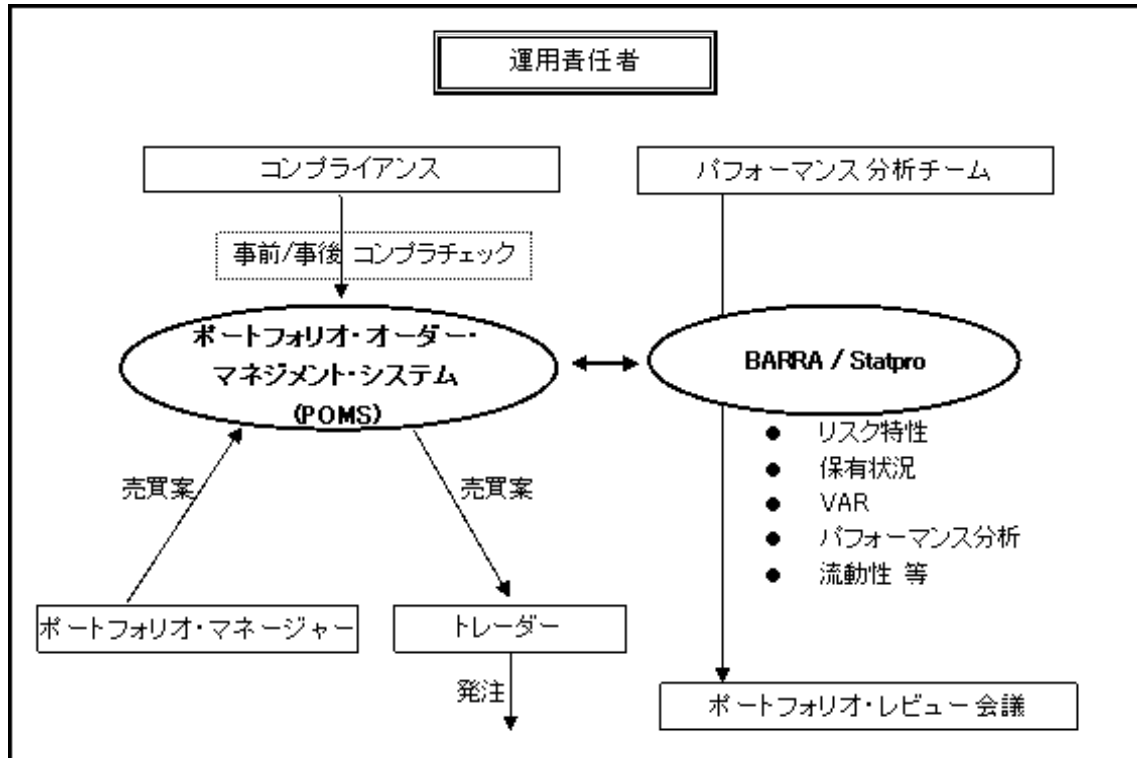 運用責任者
コンプライアンス
パフォーマンス分析チーム
事前/事後 コンプラチェック
ポートフォリオ・オーダー・
マネジメント・システム
(POMS)
BARRA / Statpro
● リスク特性
● 保有状況
● VAR
● パフォーマンス分析
● 流動性 等
売買案
売買案
ポートフォリオ・マネージャー
トレーダー
発注
ポートフォリオ・レビュー会議